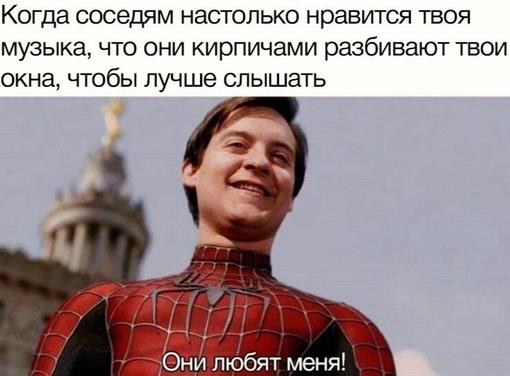 Когда соседям настолько нравится твоя
музыка, что они кирпичами разбивают твои
окна, чтобы лучше слышать
Они любят меня!